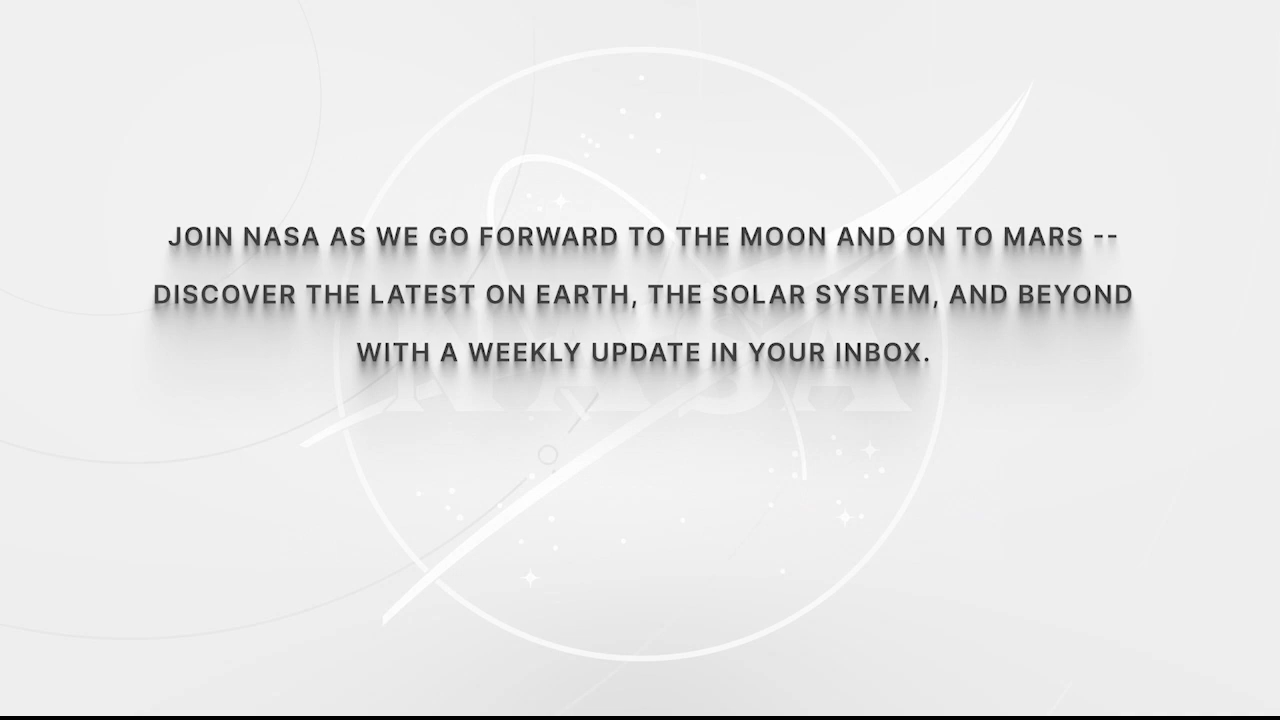 JOIN NASA AS WE GO FORWARD TO THE MOON AND ON TO MARS --
DISCOVER THE LATEST ON EARTH, THE SOLAR SYSTEM, AND BEYOND
WITH A WEEKLY UPDATE IN YOUR INBOX.
NASA